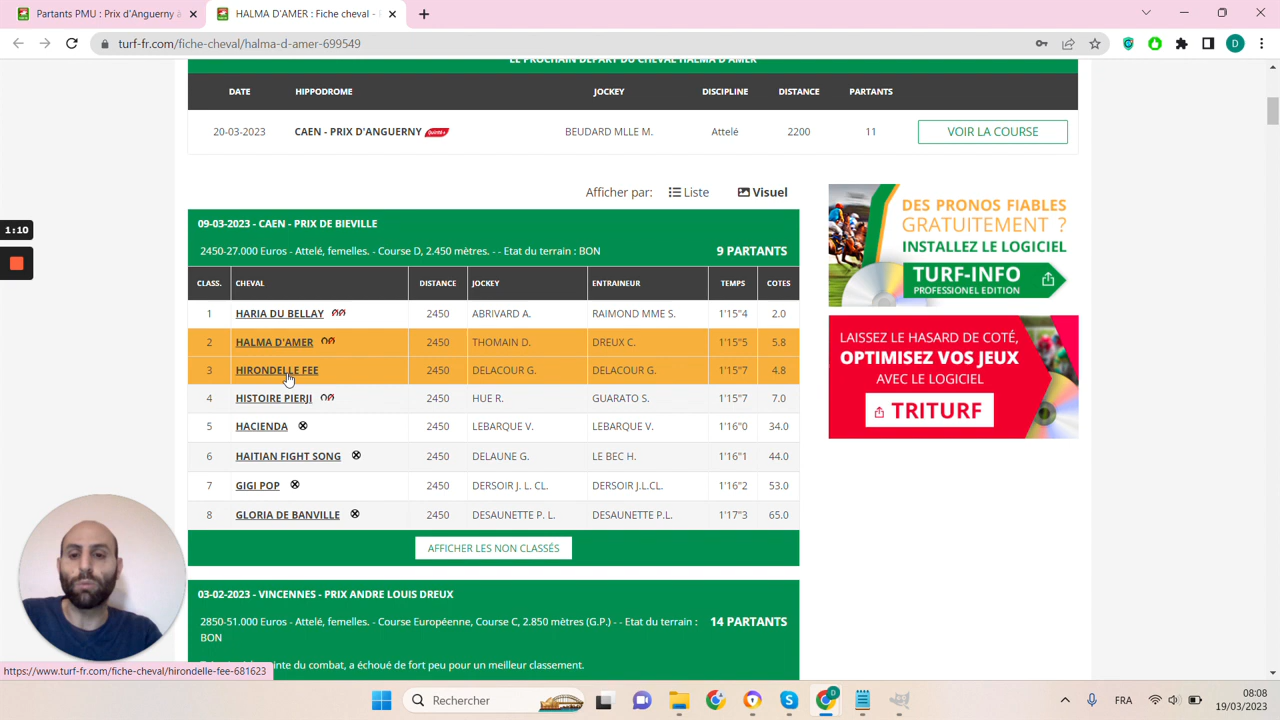 Partants PMU : Prix d'Anguerny à
HALMA D'AMER : Fiche cheval -
turf-fr.com/fiche-cheval/halma-d-amer-699549
D
LE PROCHAIN DÉPART DU CHEVAL HALMA D'AMER
DATE HIPPODROME JOCKEY DISCIPLINE DISTANCE PARTANTS
20-03-2023 CAEN - PRIX D'ANGUERNY BEUDARD MLLE M. Attelé 2200 11 VOIR LA COURSE
Afficher par: Liste Visuel
09-03-2023 - CAEN - PRIX DE BIEVILLE
2450-27.000 Euros - Attelé, femelles. - Course D, 2.450 mètres. - - Etat du terrain : BON 9 PARTANTS
CLASS. CHEVAL DISTANCE JOCKEY ENTRAINEUR TEMPS COTES
1 HARIA DU BELLAY 2450 ABRIVARD A. RAIMOND MME S. 1'15"4 2.0
2 HALMA D'AMER 2450 THOMAIN D. DREUX C. 1'15"5 5.8
3 HIRONDELLE FEE 2450 DELACOUR G. DELACOUR G. 1'15"7 4.8
4 HISTOIRE PIERJI 2450 HUE R. GUARATO S. 1'15"7 7.0
5 HACIENDA 2450 LEBARQUE V. LEBARQUE V. 1'16"0 34.0
6 HAITIAN FIGHT SONG 2450 DELAUNE G. LE BEC H. 1'16"1 44.0
7 GIGI POP 2450 DERSOIR J. L. CL. DERSOIR J.L.CL. 1'16"2 53.0
8 GLORIA DE BANVILLE 2450 DESAUNETTE P. L. DESAUNETTE P.L. 1'17"3 65.0
AFFICHER LES NON CLASSÉS
03-02-2023 - VINCENNES - PRIX ANDRE LOUIS DREUX
2850-51.000 Euros - Attelé, femelles. - Course Européenne, Course C, 2.850 mètres (G.P.) - - Etat du terrain : 14 PARTANTS
BON
du combat, a échoué de fort peu pour un meilleur classement.
DES PRONOS FIABLES
GRATUITEMENT ?
INSTALLEZ LE LOGICIEL
TURF-INFO
PROFESSIONEL EDITION
LAISSEZ LE HASARD DE COTÉ,
OPTIMISEZ VOS JEUX
AVEC LE LOGICIEL
TRITURF
1:10
https://www.turf-fr.com/fiche-cheval/hirondelle-fee-681623
Rechercher
FRA
08:08
19/03/2023